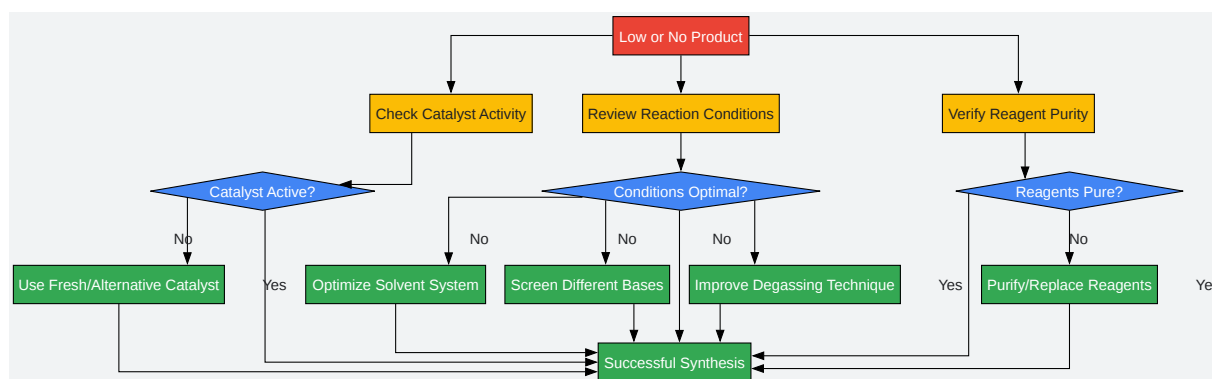 Low or No Product
Check Catalyst Activity
Review Reaction Conditions
Verify Reagent Purity
Catalyst Active?
Conditions Optimal?
Reagents Pure?
No
No
No
No
No
Use Fresh/Alternative Catalyst
Yes
Optimize Solvent System
Screen Different Bases
Improve Degassing Technique
Yes
Purify/Replace Reagents
Ye
Successful Synthesis